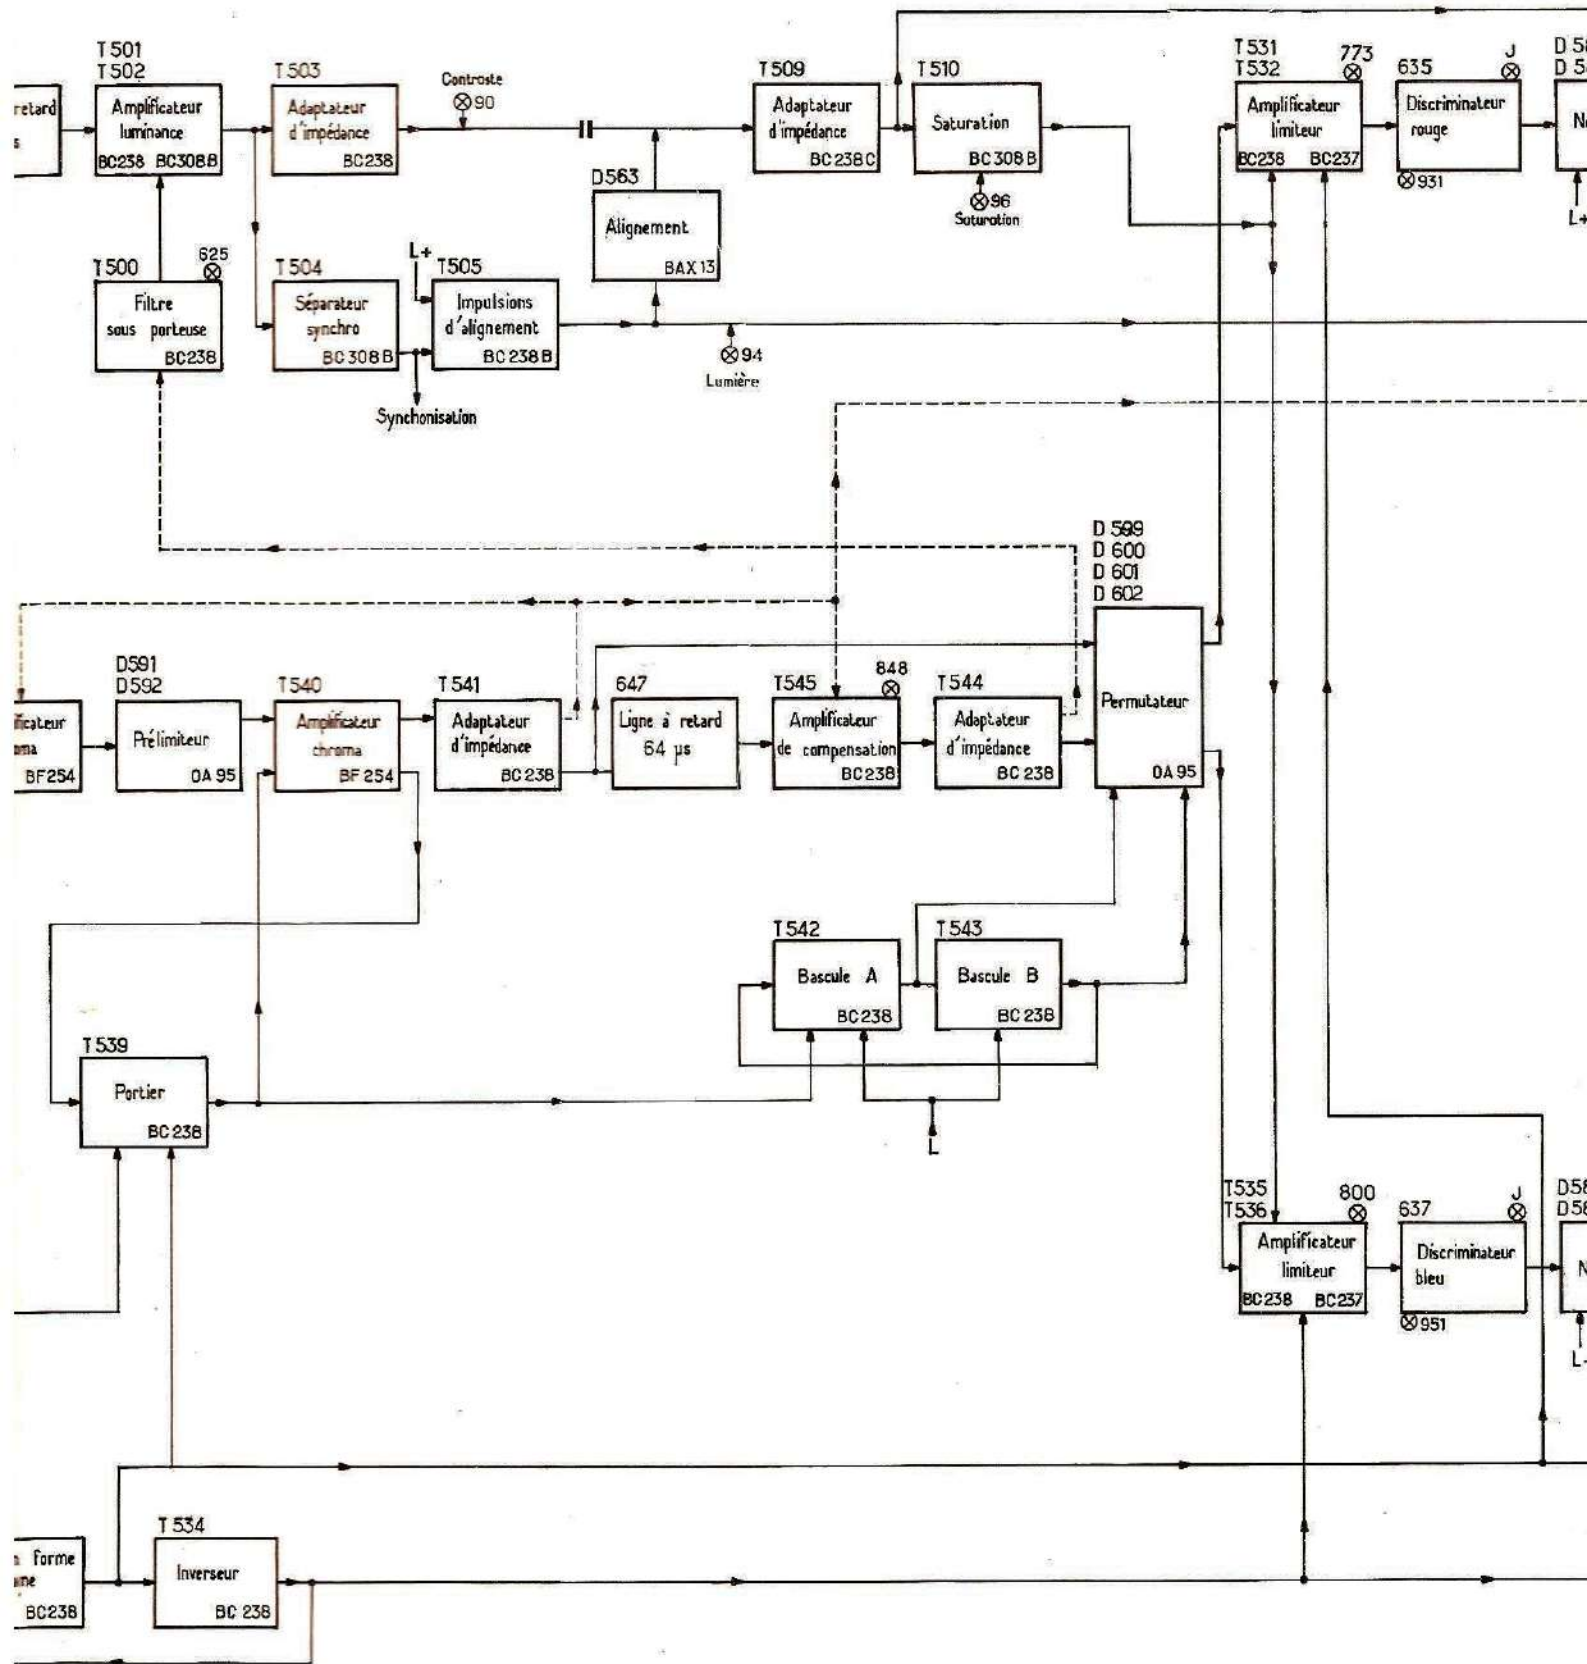 T501
T502
retard
s
Amplificateur
luminance
BC238 BC308B
T503
Adaptateur
d'impédance
BC238
Contraste
90
T509
Adaptateur
d'impédance
BC238C
T510
Saturation
BC308B
96
Saturation
T531
T532
773
Amplificateur
limiteur
BC238 BC237
635
J
Discriminateur
rouge
931
L+
D563
Alignement
BAX13
T500
625
Filtre
sous porteuse
BC238
T504
Séparateur
synchro
BC308B
L+
T505
Impulsions
d'alignement
BC238B
94
Lumière
Synchonisation
D599
D600
D601
D602
Permutateur
OA95
BF254
D591
D592
Prélimiteur
OA95
T540
Amplificateur
chroma
BF254
T541
Adaptateur
d'impédance
BC238
647
Ligne à retard
64 µs
T545
848
Amplificateur
de compensation
BC238
T544
Adaptateur
d'impédance
BC238
T542
Bascule A
BC238
T543
Bascule B
BC238
L
T539
Portier
BC238
T535
T536
800
Amplificateur
limiteur
BC238 BC237
637
J
Discriminateur
bleu
951
forme
BC238
T534
Inverseur
BC238